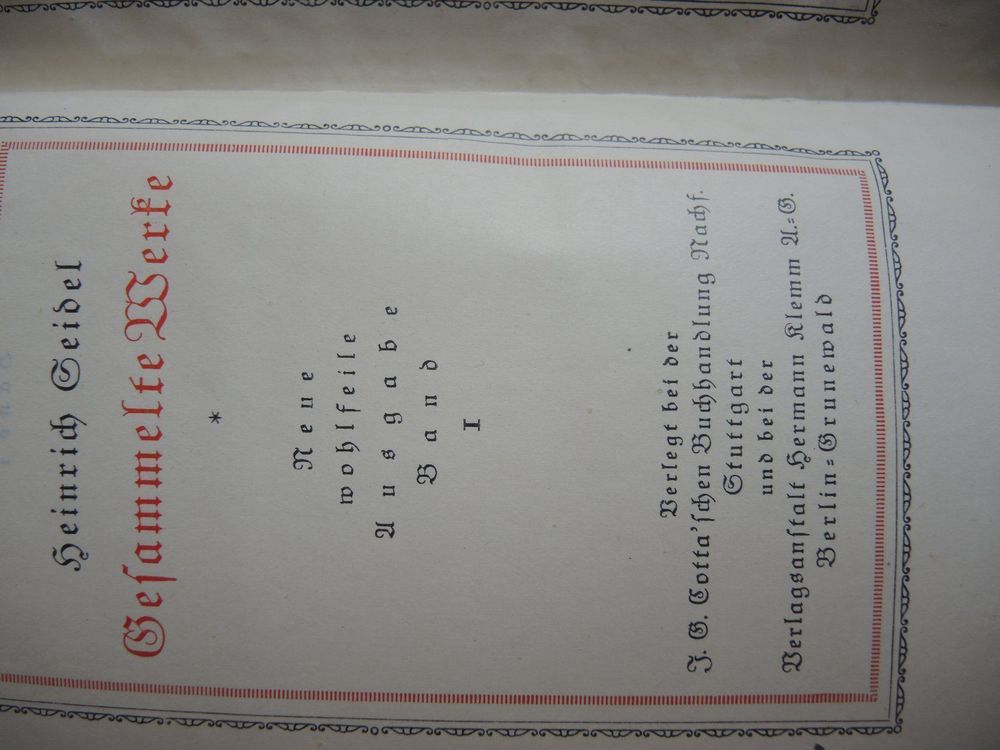 Heinrich Seidel
Gesammelte Werke
*
Neue
wohlfeile
Ausgabe
Band
I
Verlegt bei der
J. G. Cotta'schen Buchhandlung Nachf.
Stuttgart
und bei der
Verlagsanstalt Hermann Klemm A.=G.
Berlin=Grunewald